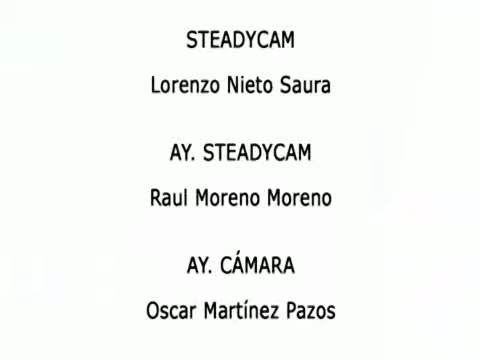 STEADYCAM
Lorenzo Nieto Saura
AY. STEADYCAM
Raul Moreno Moreno
AY. CÁMARA
Oscar Martínez Pazos